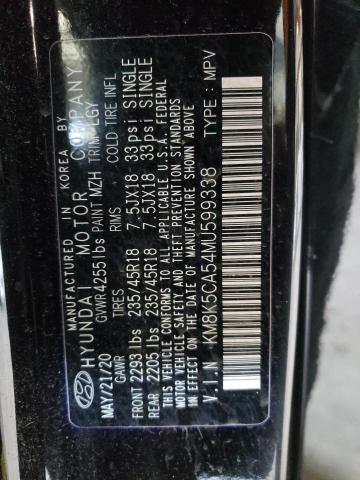 MANUFACTURED IN KOREA BY
HYUNDAI MOTOR COMPANY
MAY/21/20 GVWR 4255 lbs PAINT MZH TRIM LGY
GAWR TIRES RIMS COLD TIRE INFL
FRONT 2293 lbs 235/45R18 7.5JX18 33psi SINGLE
REAR 2205 lbs 235/45R18 7.5JX18 33psi SINGLE
THIS VEHICLE CONFORMS TO ALL APPLICABLE U.S.A. FEDERAL
MOTOR VEHICLE SAFETY AND THEFT PREVENTION STANDARDS
IN EFFECT ON THE DATE OF MANUFACTURE SHOWN ABOVE.
V.I.N : KM8K5CA54MU599338 TYPE : MPV